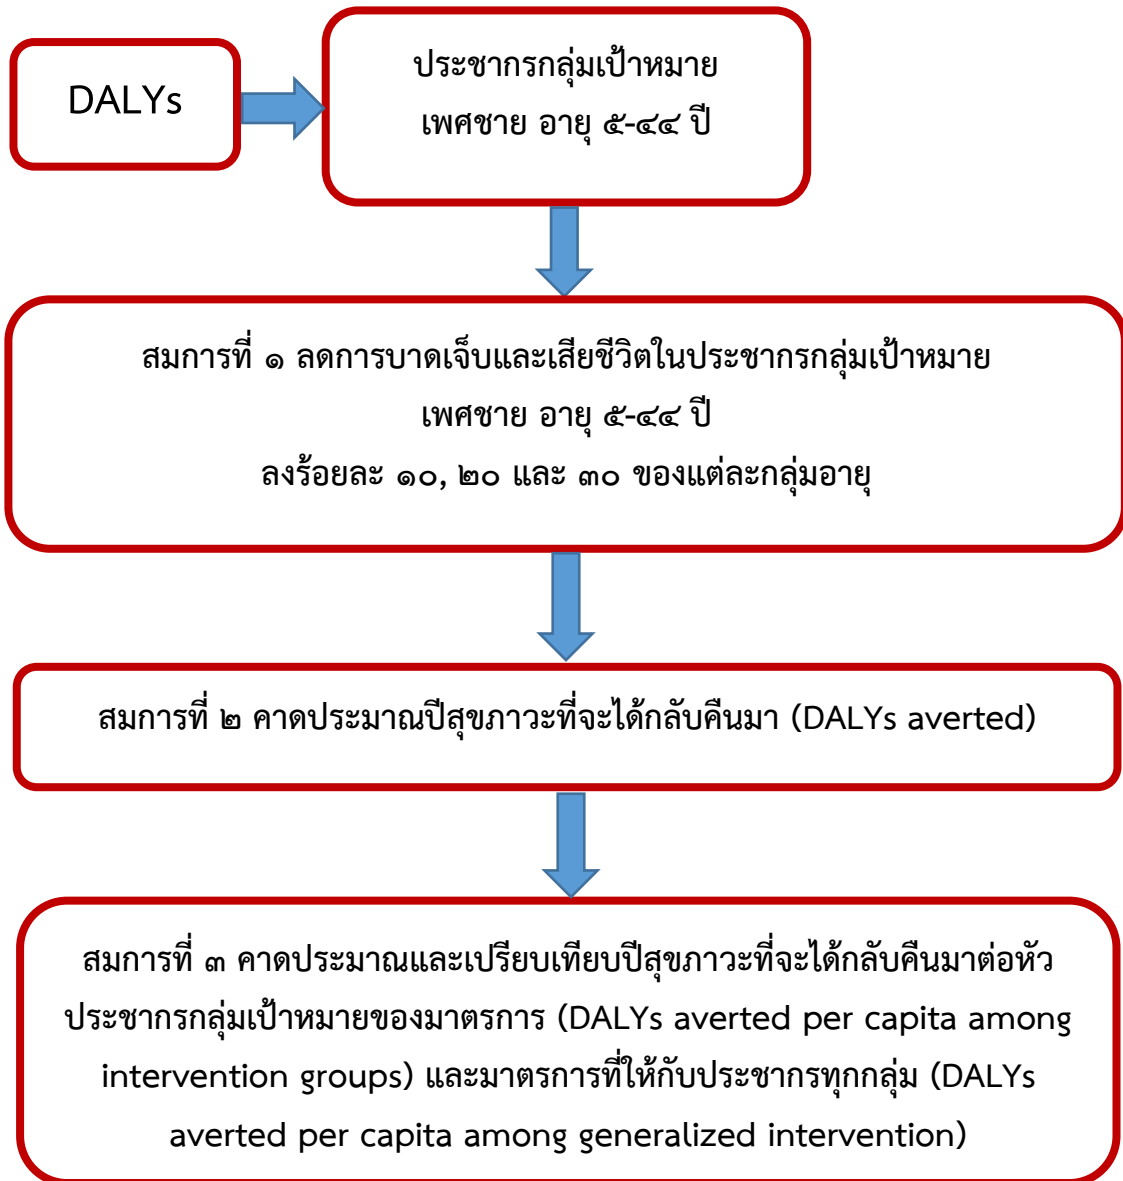 DALYs
ประชากรกลุ่มเป้าหมาย
เพศชาย อายุ ๕-๔๔ ปี
สมการที่ ๑ ลดการบาดเจ็บและเสียชีวิตในประชากรกลุ่มเป้าหมาย
เพศชาย อายุ ๕-๔๔ ปี
ลงร้อยละ ๑๐, ๒๐ และ ๓๐ ของแต่ละกลุ่มอายุ
สมการที่ ๒ คาดประมาณปีสุขภาวะที่จะได้กลับคืนมา (DALYs averted)
สมการที่ ๓ คาดประมาณและเปรียบเทียบปีสุขภาวะที่จะได้กลับคืนมาต่อหัว
ประชากรกลุ่มเป้าหมายของมาตรการ (DALYs averted per capita among
intervention groups) และมาตรการที่ให้กับประชากรทุกกลุ่ม (DALYs
averted per capita among generalized intervention)